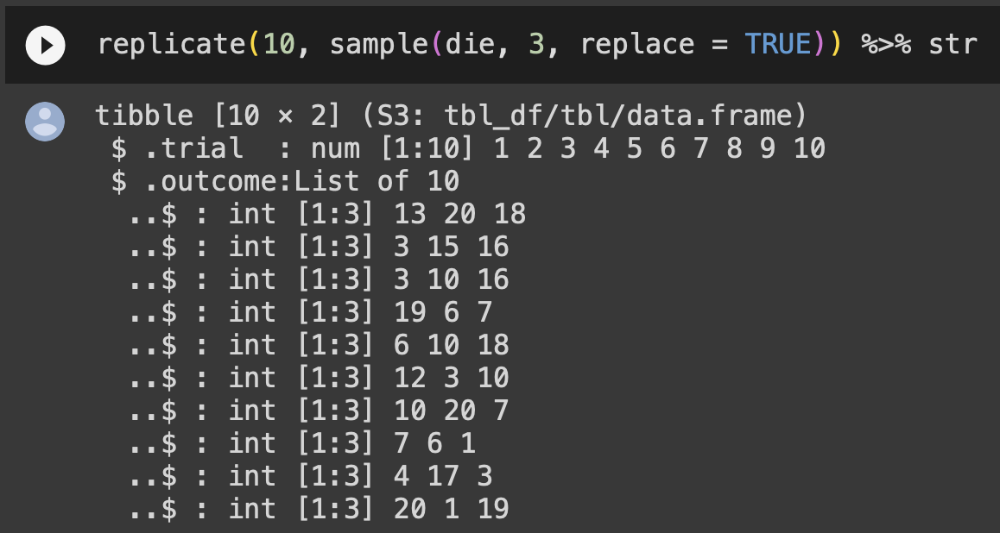 replicate(10, sample(die, 3, replace = TRUE)) %>% str
tibble [10 × 2] (S3: tbl_df/tbl/data.frame)
 $ .trial  : num [1:10] 1 2 3 4 5 6 7 8 9 10
 $ .outcome:List of 10
  ..$ : int [1:3] 13 20 18
  ..$ : int [1:3] 3 15 16
  ..$ : int [1:3] 3 10 16
  ..$ : int [1:3] 19 6 7
  ..$ : int [1:3] 6 10 18
  ..$ : int [1:3] 12 3 10
  ..$ : int [1:3] 10 20 7
  ..$ : int [1:3] 7 6 1
  ..$ : int [1:3] 4 17 3
  ..$ : int [1:3] 20 1 19